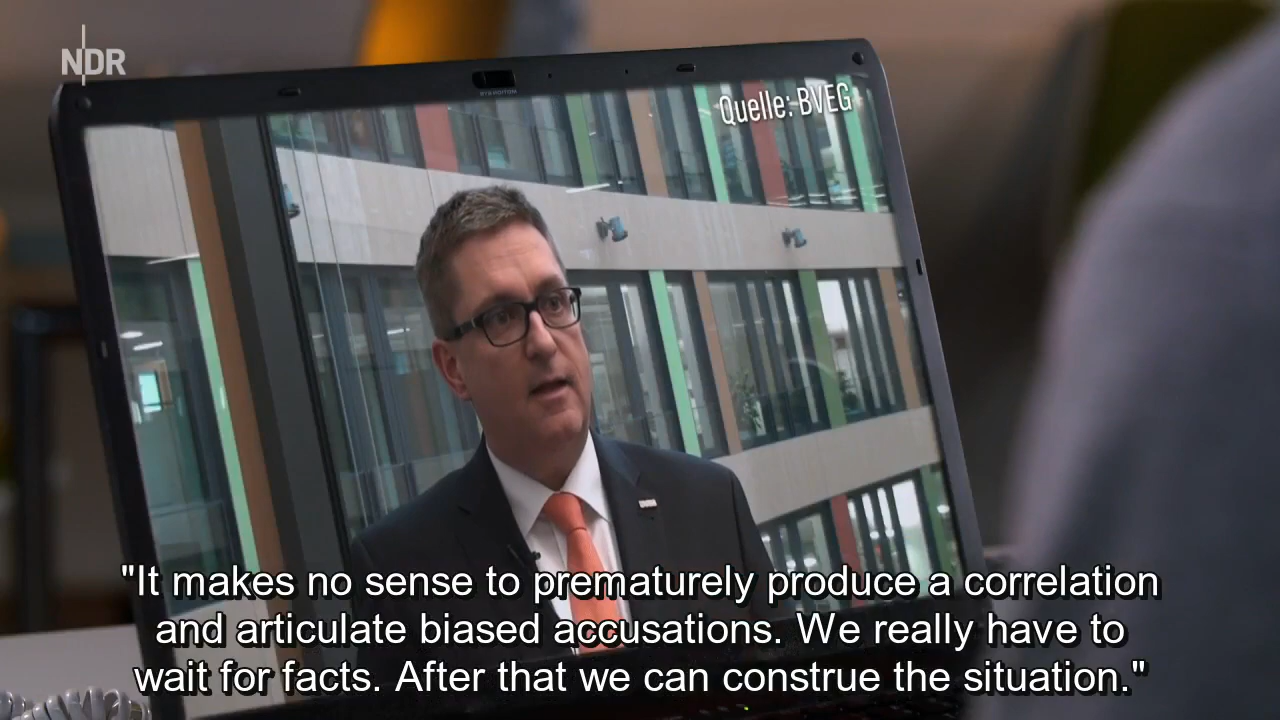 NDR
Quelle: BVEG
"It makes no sense to prematurely produce a correlation
and articulate biased accusations. We really have to
wait for facts. After that we can construe the situation."